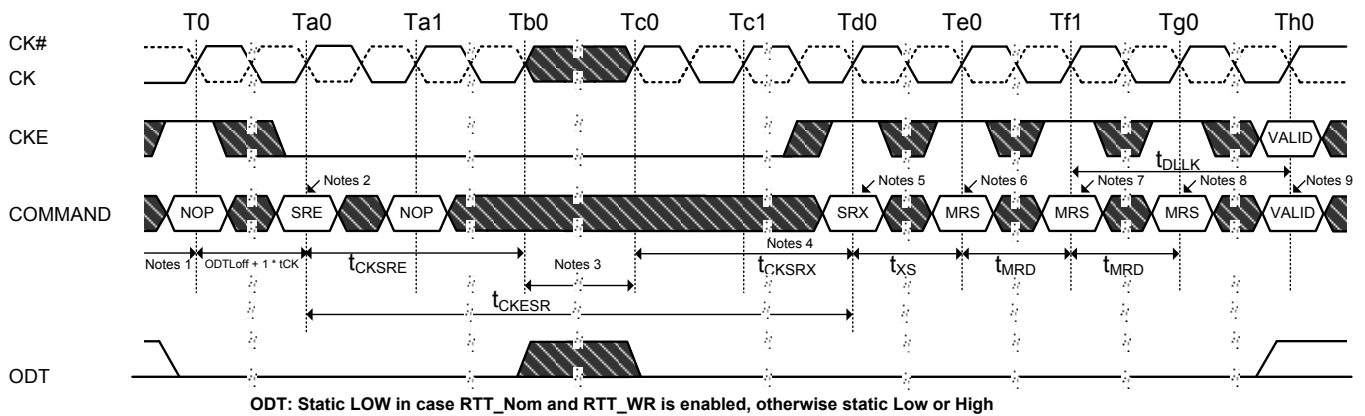 T0 Ta0 Ta1 Tb0 Tc0 Tc1 Td0 Te0 Tf1 Tg0 Th0
CK#
CK
CKE
VALID
tDLLK
Notes 2 Notes 5 Notes 6 Notes 7 Notes 8 Notes 9
COMMAND
NOP SRE NOP SRX MRS MRS MRS VALID
Notes 1 ODTLoff + 1 * tCK tCKSRE Notes 3 Notes 4 tCKSRX tXS tMRD tMRD
tCKESR
ODT
ODT: Static LOW in case RTT_Nom and RTT_WR is enabled, otherwise static Low or High